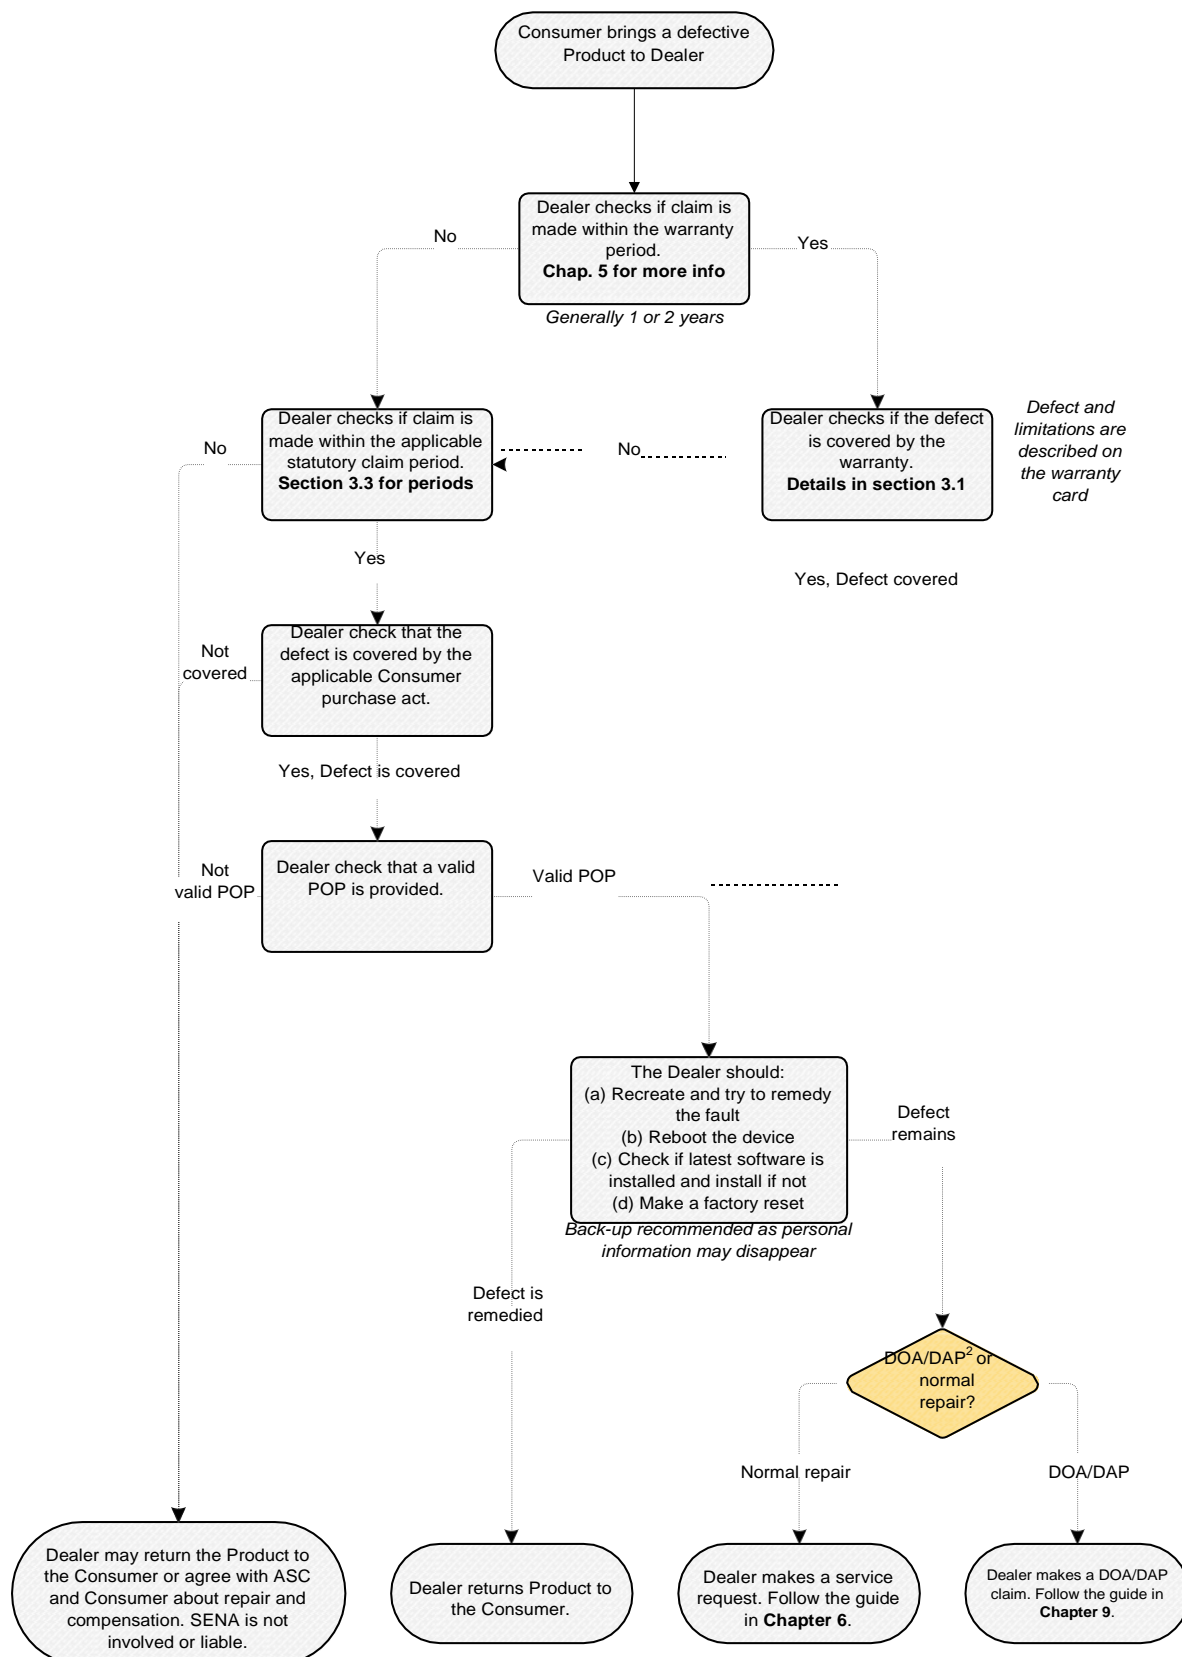 Consumer brings a defective
Product to Dealer
Dealer checks if claim is
made within the warranty
period.
Chap. 5 for more info
No
Yes
Generally 1 or 2 years
Dealer checks if claim is
made within the applicable
statutory claim period.
Section 3.3 for periods
No
No
Dealer checks if the defect
is covered by the
warranty.
Details in section 3.1
Defect and
limitations are
described on
the warranty
card
Yes
Yes, Defect covered
Dealer check that the
defect is covered by the
applicable Consumer
purchase act.
Not
covered
Yes, Defect is covered
Dealer check that a valid
POP is provided.
Not
valid POP
Valid POP
The Dealer should:
(a) Recreate and try to remedy
the fault
(b) Reboot the device
(c) Check if latest software is
installed and install if not
(d) Make a factory reset
Back-up recommended as personal
information may disappear
Defect
remains
Defect is
remedied
DOA/DAP² or
normal
repair?
Normal repair
DOA/DAP
Dealer may return the Product to
the Consumer or agree with ASC
and Consumer about repair and
compensation. SENA is not
involved or liable.
Dealer returns Product to
the Consumer.
Dealer makes a service
request. Follow the guide
in Chapter 6.
Dealer makes a DOA/DAP
claim. Follow the guide in
Chapter 9.